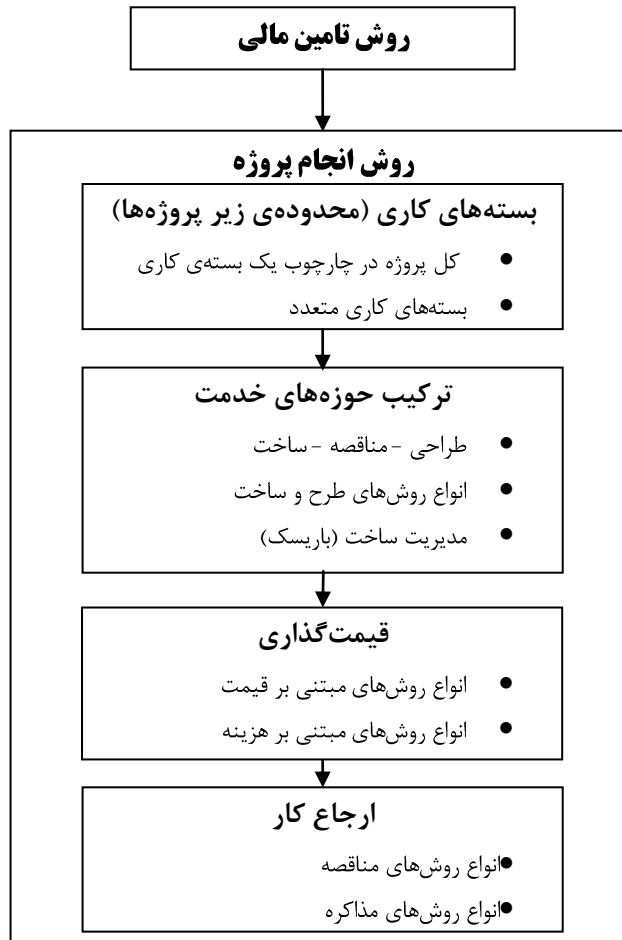 روش تامین مالی
روش انجام پروژه
بسته‌های کاری (محدوده‌ی زیر پروژه‌ها)
● کل پروژه در چارچوب یک بسته‌ی کاری
● بسته‌های کاری متعدد
ترکیب حوزه‌های خدمت
● طراحی - مناقصه - ساخت
● انواع روش‌های طرح و ساخت
● مدیریت ساخت (باریسک)
قیمت‌گذاری
● انواع روش‌های مبتنی بر قیمت
● انواع روش‌های مبتنی بر هزینه
ارجاع کار
● انواع روش‌های مناقصه
● انواع روش‌های مذاکره